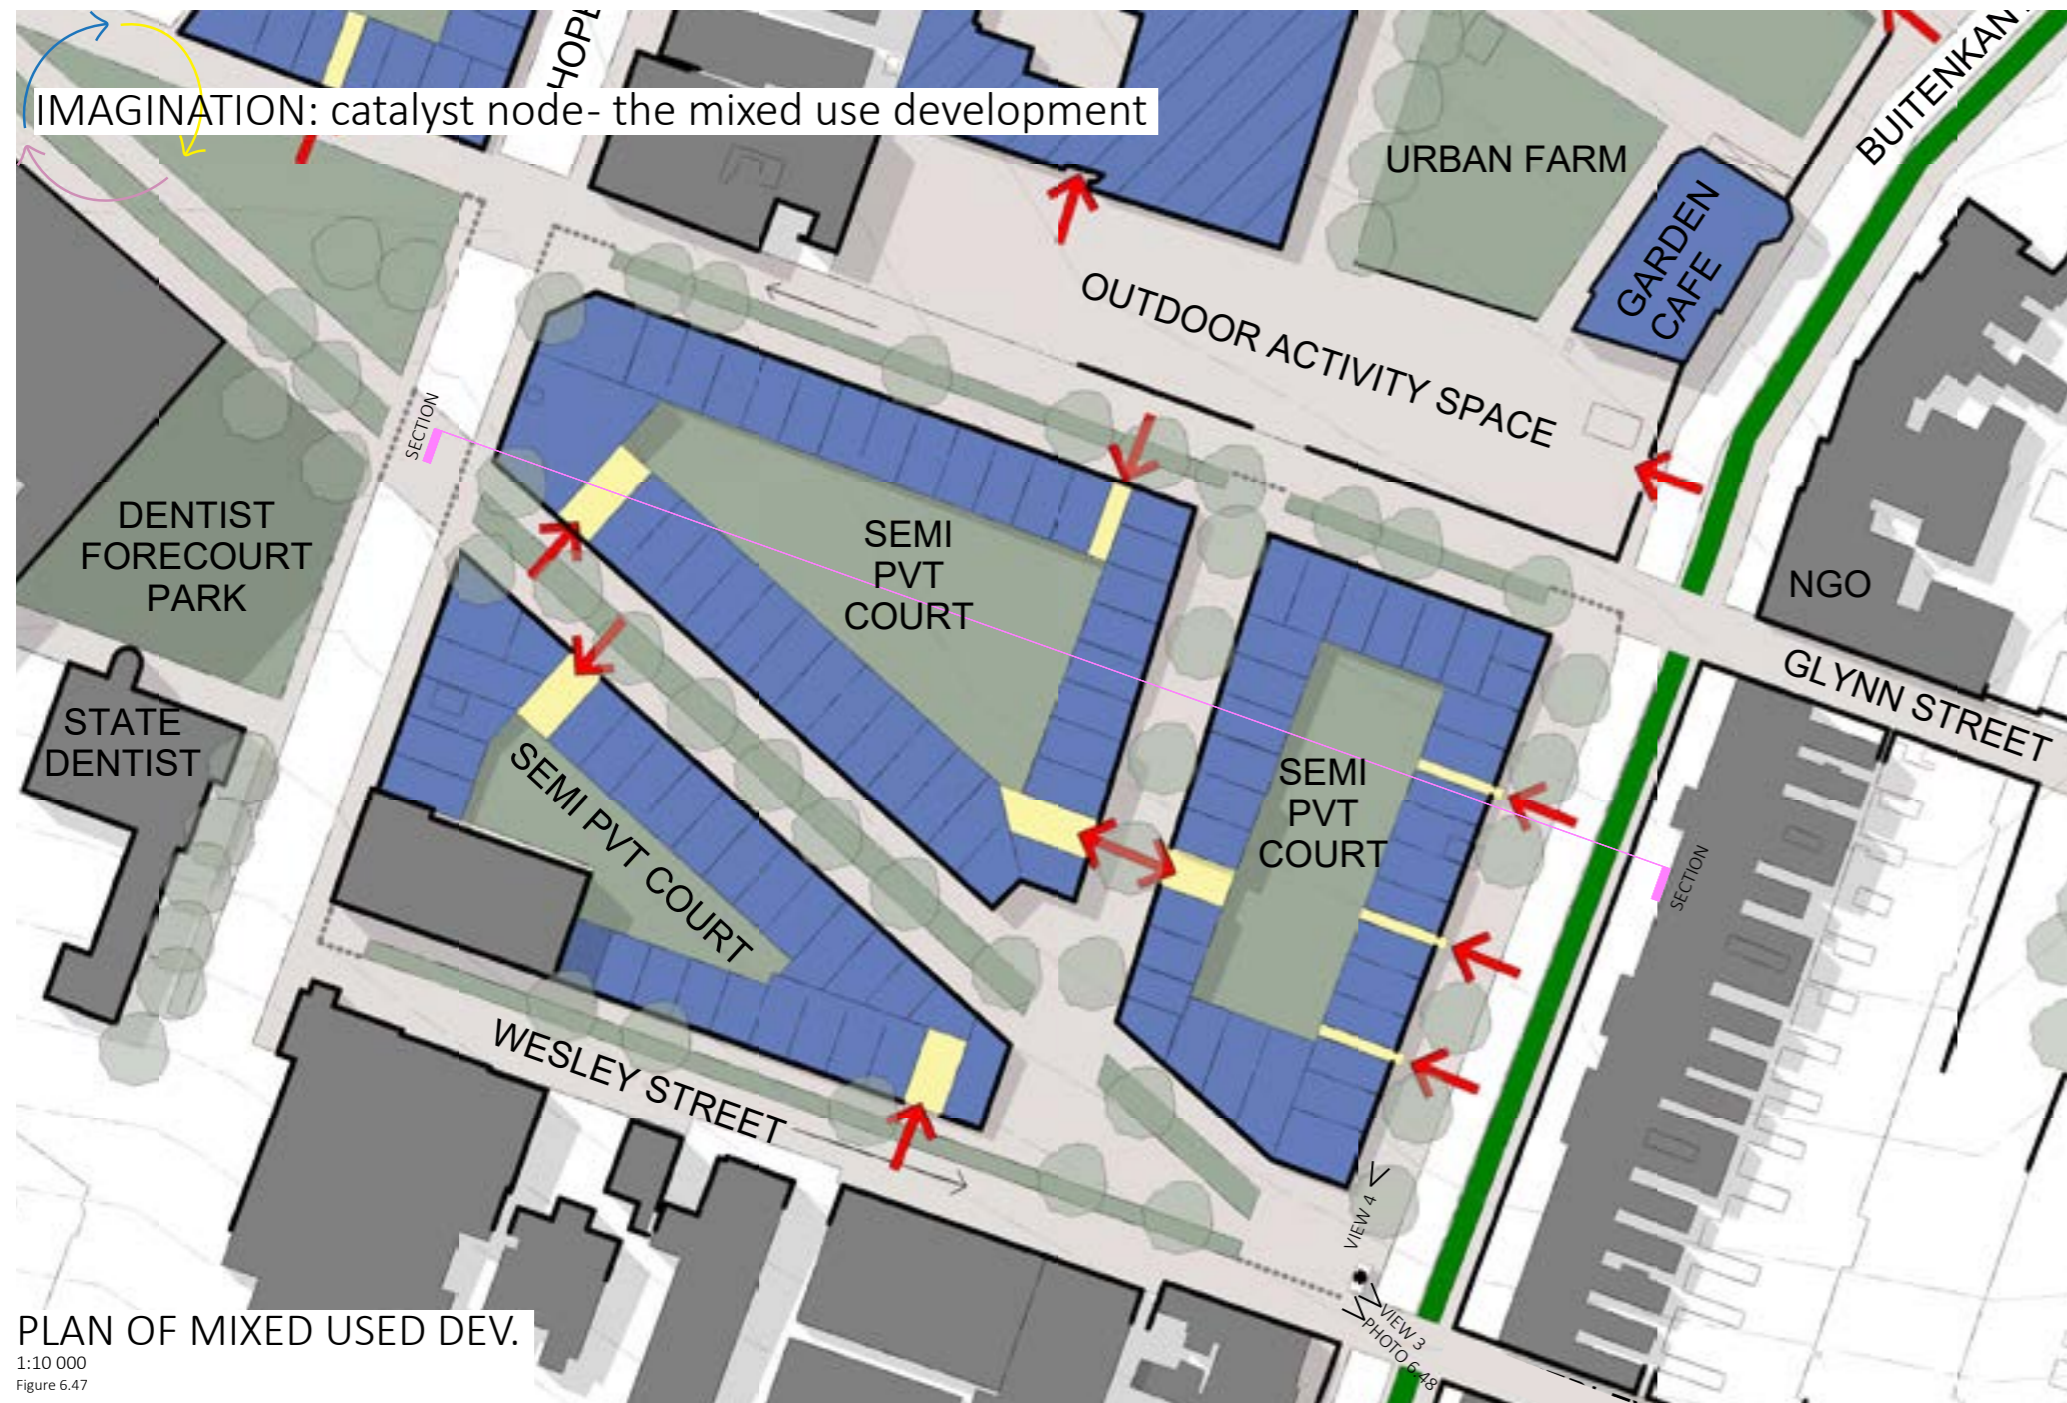 HOPE
BUITENKAN
IMAGINATION: catalyst node- the mixed use development
URBAN FARM
GARDEN
CAFE
OUTDOOR ACTIVITY SPACE
SECTION
DENTIST
FORECOURT
PARK
SEMI
PVT
COURT
NGO
GLYNN STREET
STATE
DENTIST
SEMI PVT COURT
SEMI
PVT
COURT
SECTION
WESLEY STREET
VIEW 4
VIEW 3
PHOTO 6.48
PLAN OF MIXED USED DEV.
1:10 000
Figure 6.47